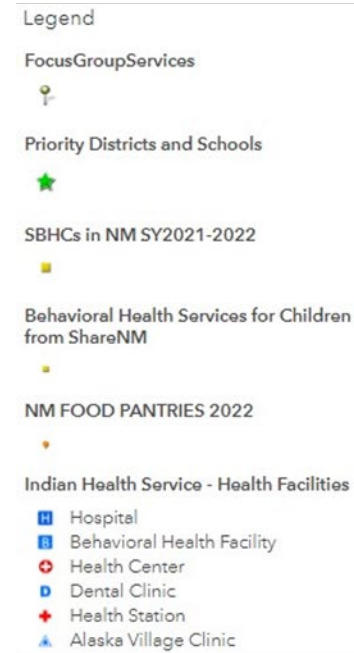 Legend
FocusGroupServices
Priority Districts and Schools
SBHCs in NM SY2021-2022
Behavioral Health Services for Children
from ShareNM
NM FOOD PANTRIES 2022
Indian Health Service - Health Facilities
H Hospital
B Behavioral Health Facility
Health Center
D Dental Clinic
Health Station
Alaska Village Clinic